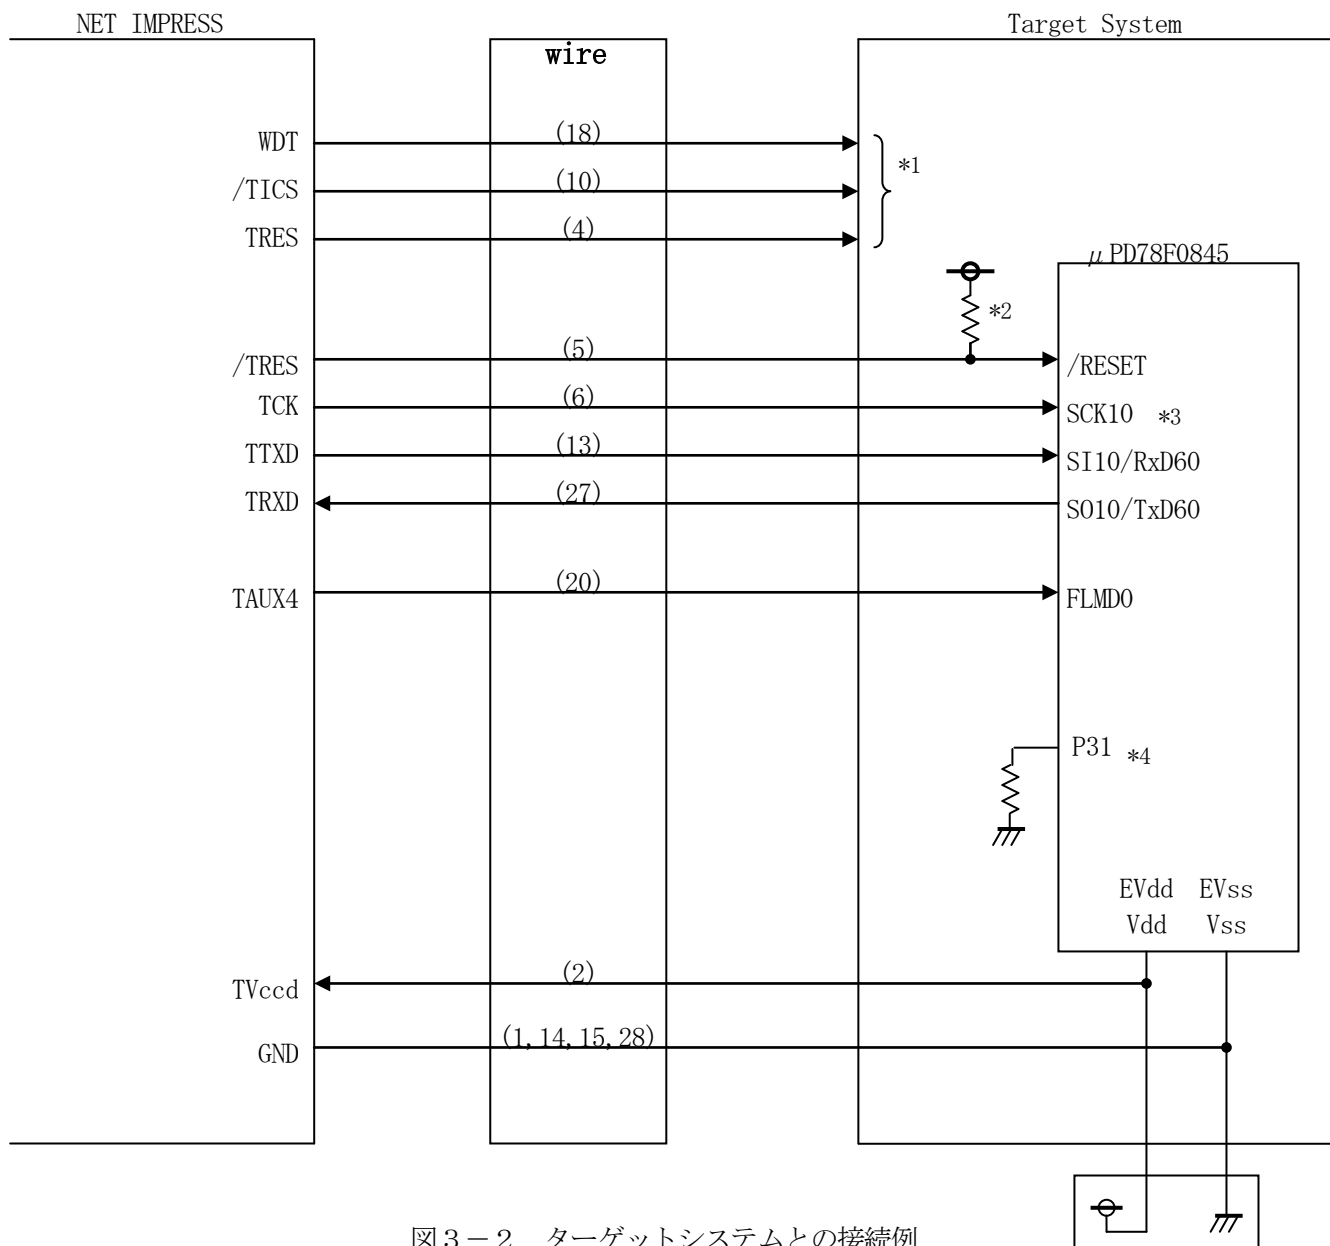 NET IMPRESS
Target System
wire
WDT (18)
*1
/TICS (10)
TRES (4)
μPD78F0845
*2
/TRES (5) /RESET
TCK (6) SCK10 *3
TTXD (13) SI10/RxD60
TRXD (27) SO10/TxD60
TAUX4 (20) FLMD0
P31 *4
EVdd EVss
Vdd Vss
TVccd (2)
GND (1,14,15,28)
図3-2 ターゲットシステムとの接続例